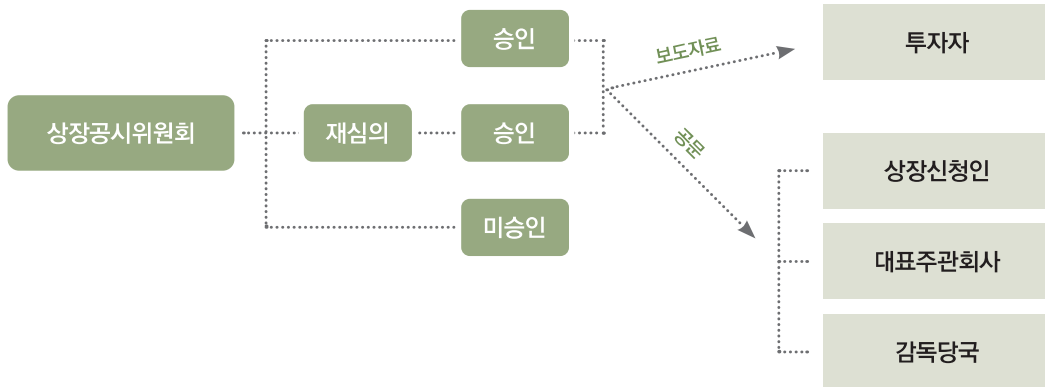 상장공시위원회
승인
재심의
승인
미승인
보도자료
공문
투자자
상장신청인
대표주관회사
감독당국